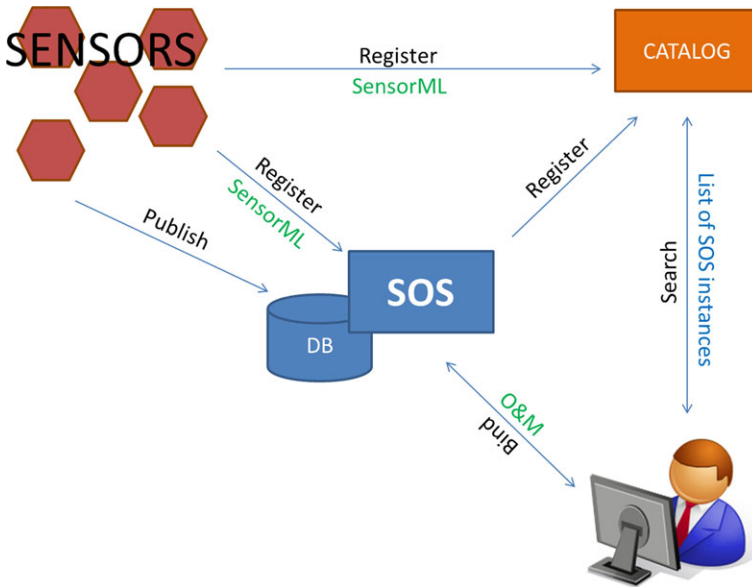 SENSORS
Register
SensorML
CATALOG
Register
SensorML
Register
Publish
List of SOS instances
Search
SOS
DB
O&M
Bind